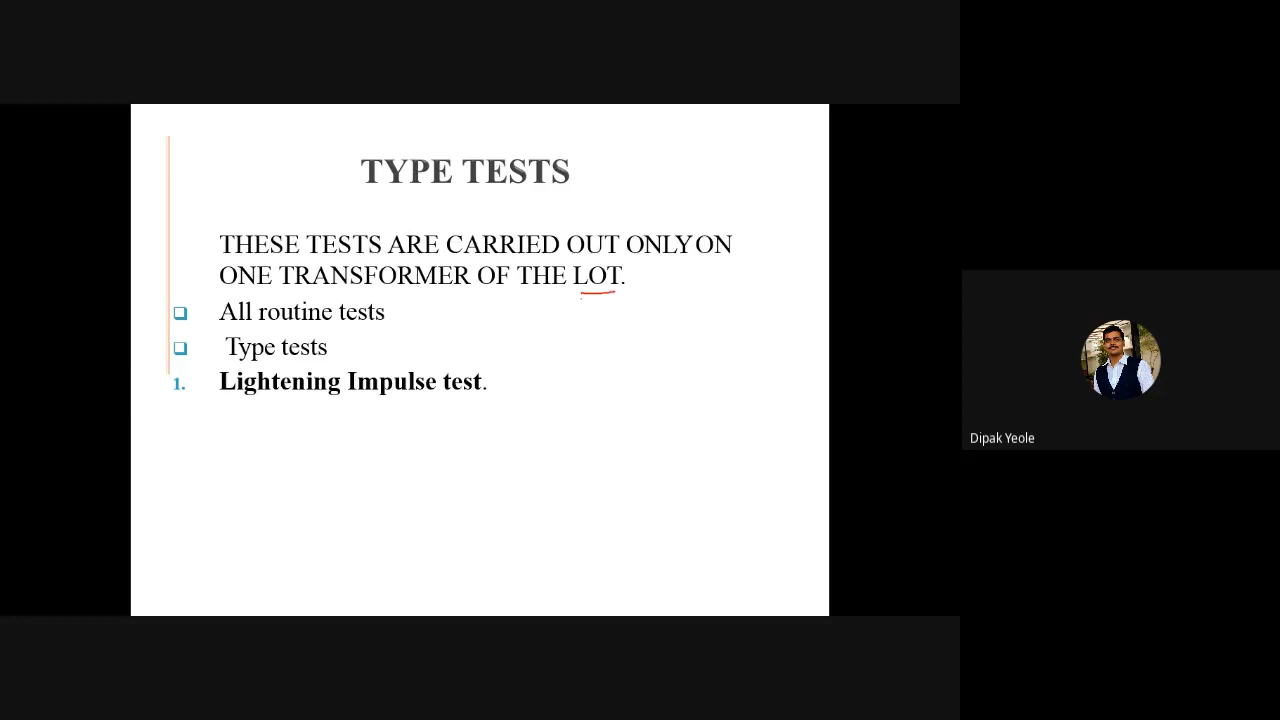 TYPE TESTS
THESE TESTS ARE CARRIED OUT ONLY ON
ONE TRANSFORMER OF THE LOT.
All routine tests
Type tests
1. Lightening Impulse test.
Dipak Yeole